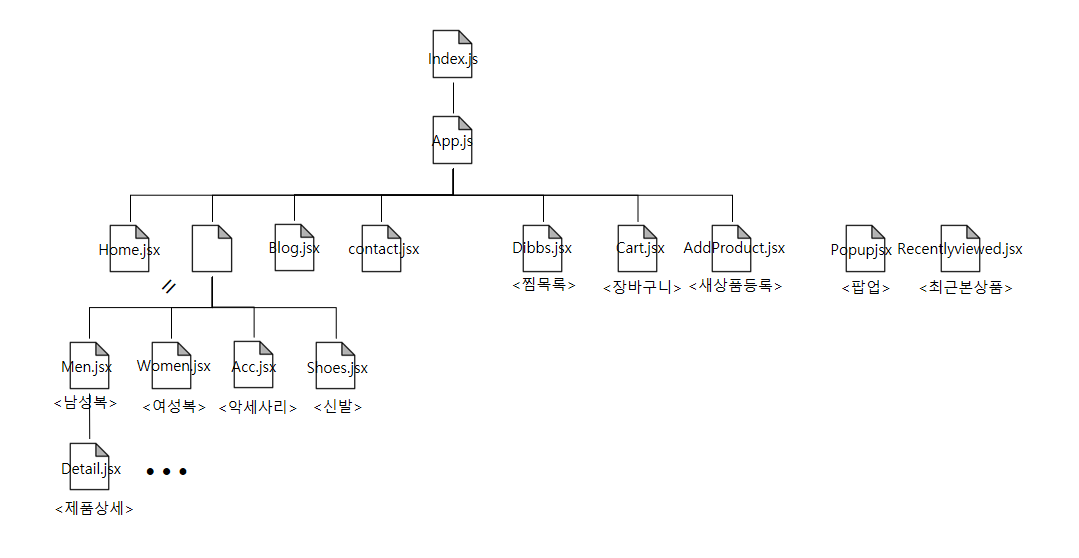 Index.js
App.js
Home.jsx
Blog.jsx
contact.jsx
Dibbs.jsx
Cart.jsx
AddProduct.jsx
Popupjsx
Recentlyviewed.jsx
<찜목록>
<장바구니>
<새상품등록>
<팝업>
<최근본상품>
//
Men.jsx
Women.jsx
Acc.jsx
Shoes.jsx
<남성복>
<여성복>
<악세사리>
<신발>
Detail.jsx
• • •
<제품상세>